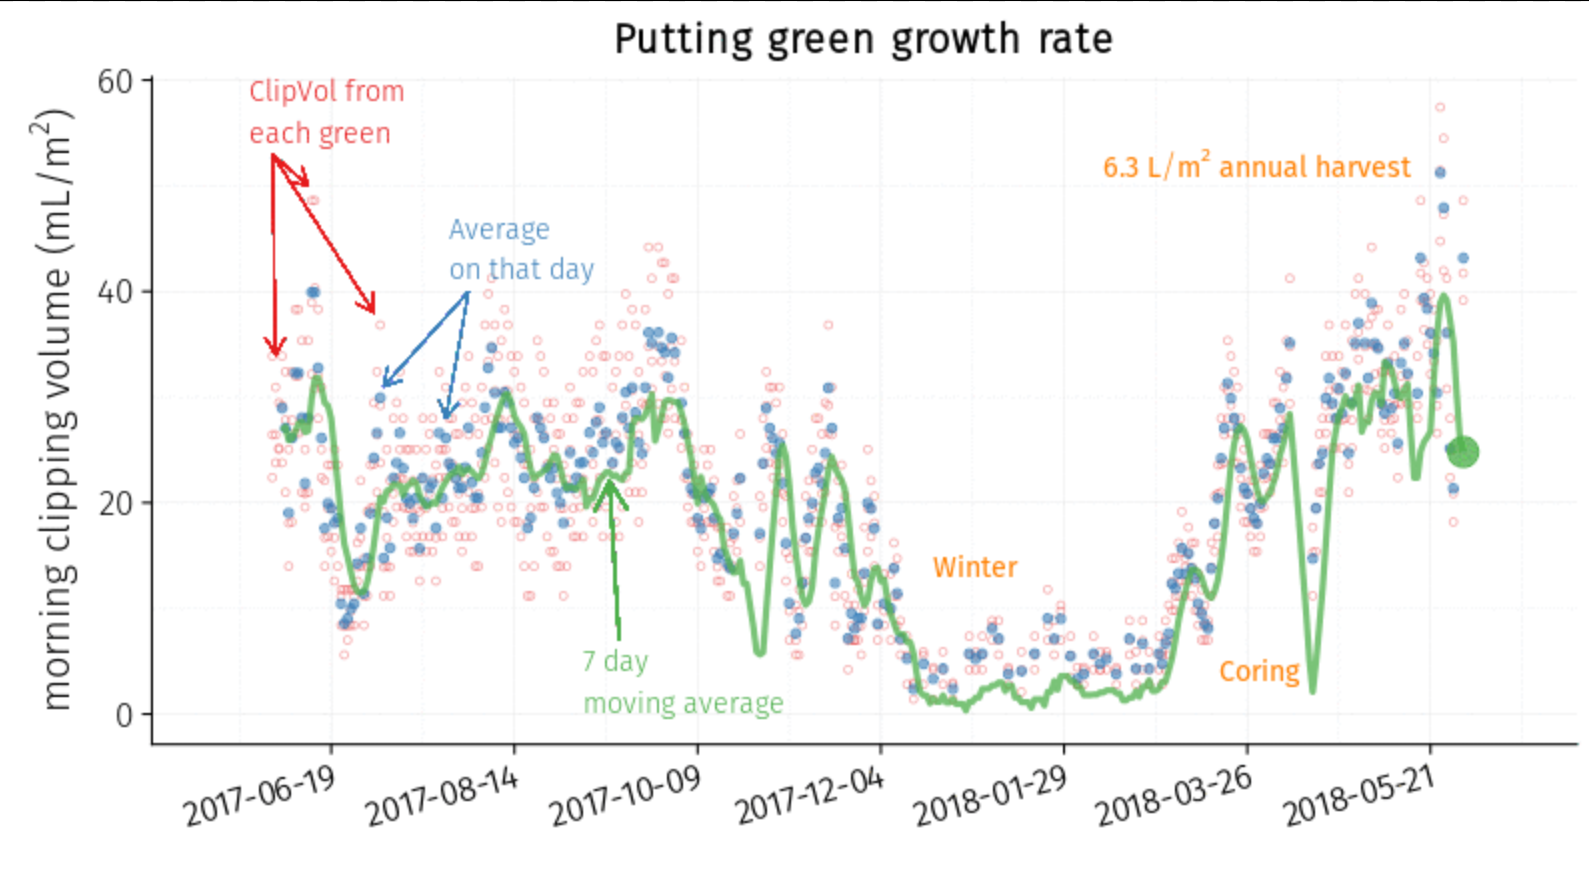 Putting green growth rate
morning clipping volume (mL/m²)
60
40
20
0
ClipVol from
each green
Average
on that day
7 day
moving average
6.3 L/m² annual harvest
Winter
Coring
2017-06-19
2017-08-14
2017-10-09
2017-12-04
2018-01-29
2018-03-26
2018-05-21